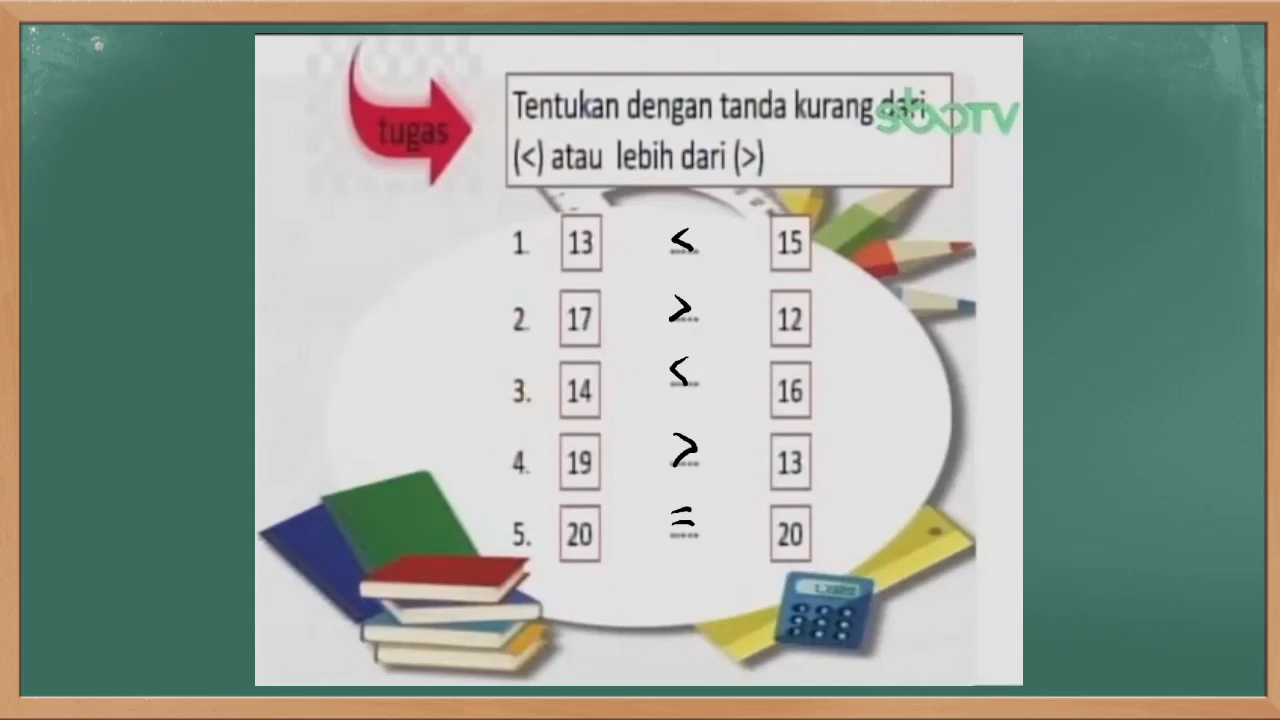 tugas
Tentukan dengan tanda kurang dari
(<) atau lebih dari (>)
sboTV
1. 13 < 15
2. 17 > 12
3. 14 < 16
4. 19 > 13
5. 20 = 20